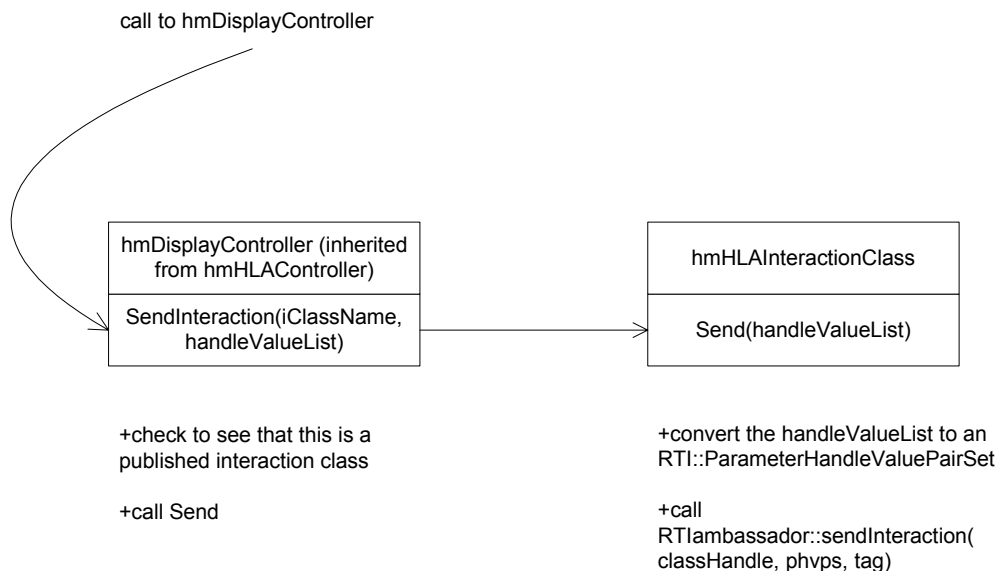 call to hmDisplayController
hmDisplayController (inherited
from hmHLAController)
SendInteraction(iClassName,
handleValueList)
hmHLAInteractionClass
Send(handleValueList)
+check to see that this is a
published interaction class
+call Send
+convert the handleValueList to an
RTI::ParameterHandleValuePairSet
+call
RTIambassador::sendInteraction(
classHandle, phvps, tag)